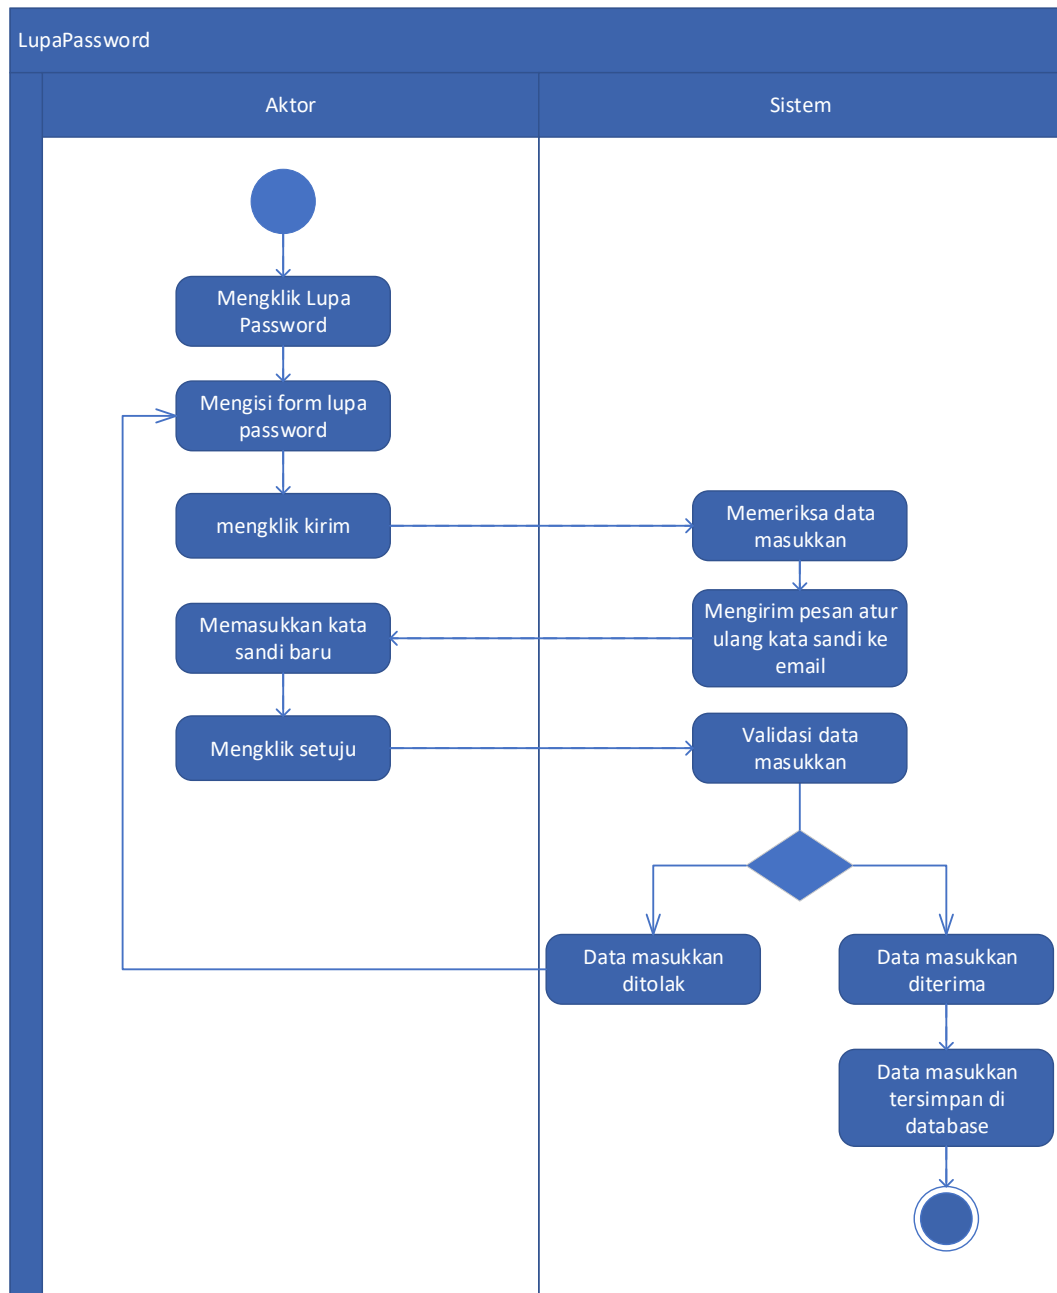 LupaPassword
Aktor
Sistem
Mengklik Lupa
Password
Mengisi form lupa
password
mengklik kirim
Memeriksa data
masukkan
Mengirim pesan atur
ulang kata sandi ke
email
Memasukkan kata
sandi baru
Mengklik setuju
Validasi data
masukkan
Data masukkan
ditolak
Data masukkan
diterima
Data masukkan
tersimpan di
database